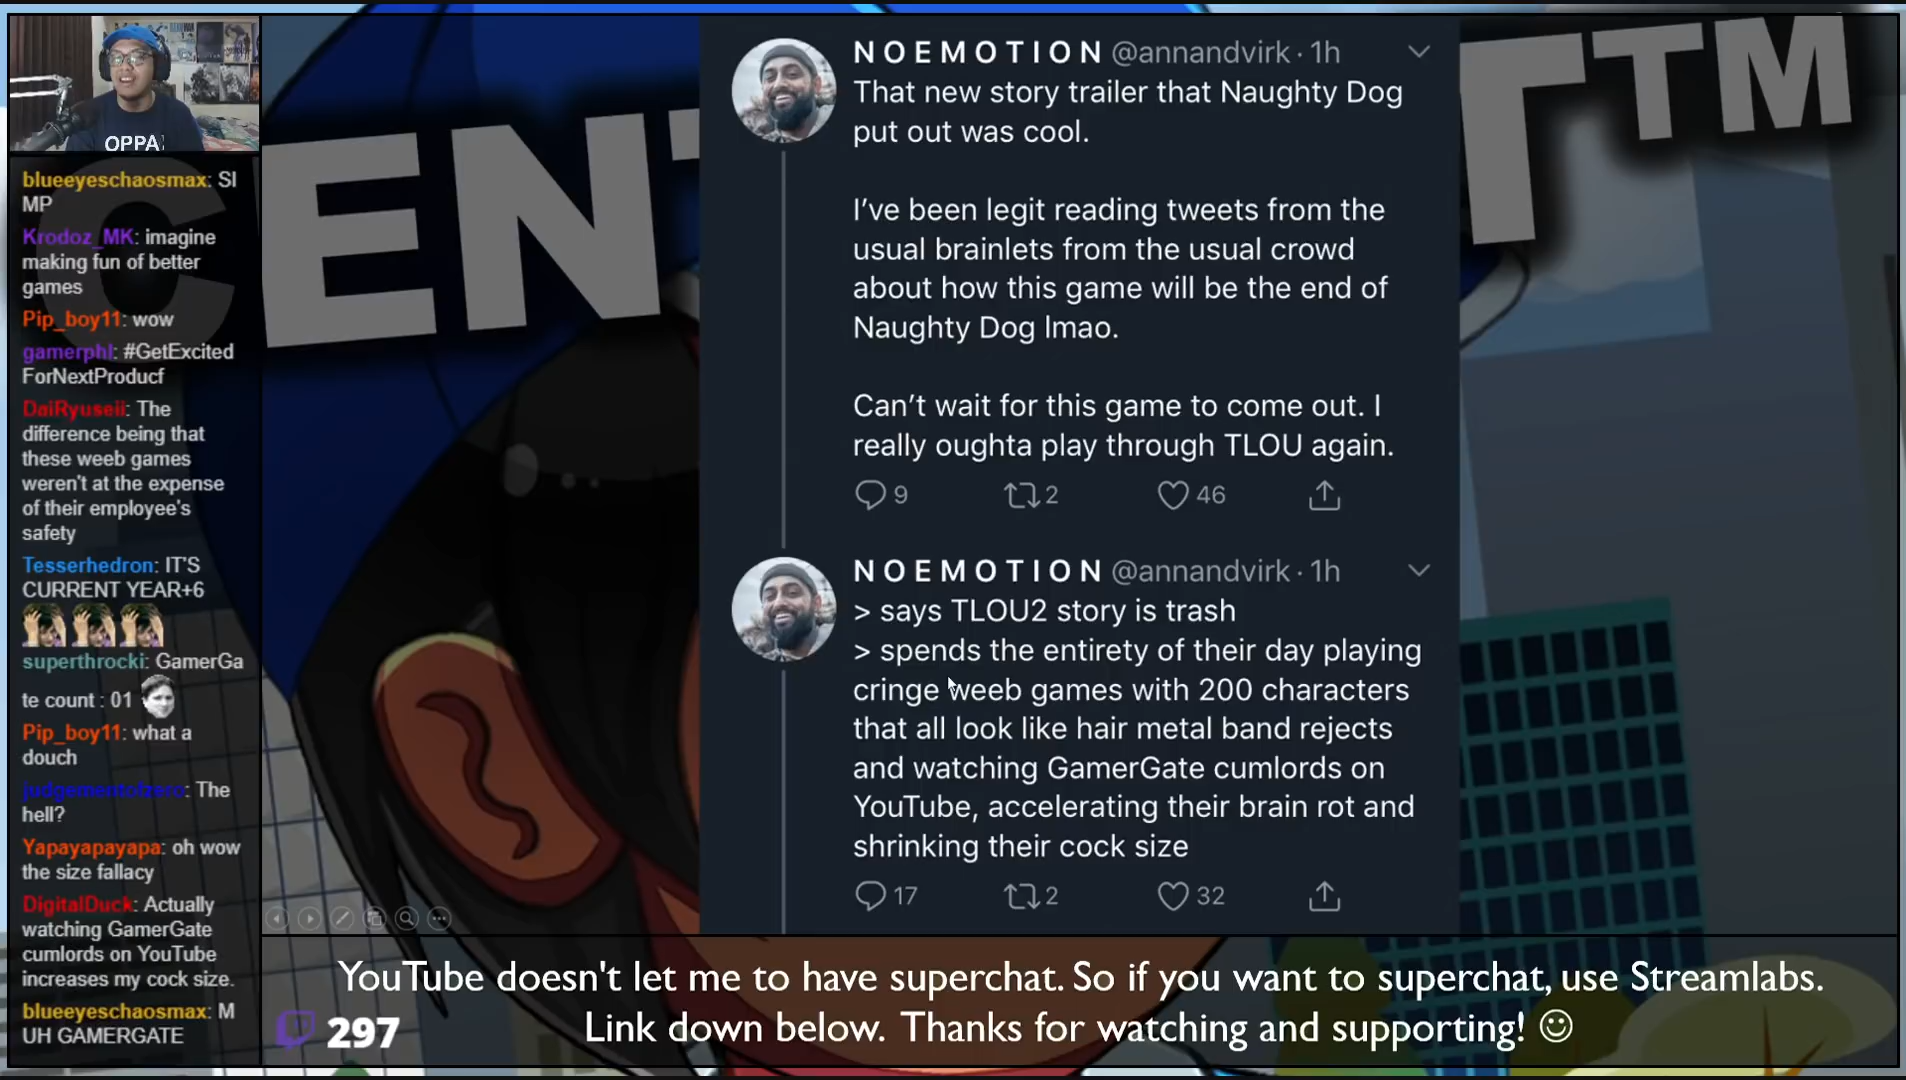 OPPA
blueeyeschaosmax: SI
MP
Krodoz_MK: imagine
making fun of better
games
Pip_boy11: wow
gamerphl: #GetExcited
ForNextProducf
DaiRyuseii: The
difference being that
these weeb games
weren't at the expense
of their employee's
safety
Tesserhedron: IT'S
CURRENT YEAR+6
superthrocki: GamerGa
te count : 01
Pip_boy11: what a
douch
judgementofzero: The
hell?
Yapayapayapa: oh wow
the size fallacy
DigitalDuck: Actually
watching GamerGate
cumlords on YouTube
increases my cock size.
blueeyeschaosmax: M
UH GAMERGATE
CENT
T™
N O E M O T I O N @annandvirk · 1h
That new story trailer that Naughty Dog
put out was cool.
I've been legit reading tweets from the
usual brainlets from the usual crowd
about how this game will be the end of
Naughty Dog lmao.
Can't wait for this game to come out. I
really oughta play through TLOU again.
9 2 46
N O E M O T I O N @annandvirk · 1h
> says TLOU2 story is trash
> spends the entirety of their day playing
cringe weeb games with 200 characters
that all look like hair metal band rejects
and watching GamerGate cumlords on
YouTube, accelerating their brain rot and
shrinking their cock size
17 2 32
YouTube doesn't let me to have superchat. So if you want to superchat, use Streamlabs.
Link down below. Thanks for watching and supporting! ☺
297